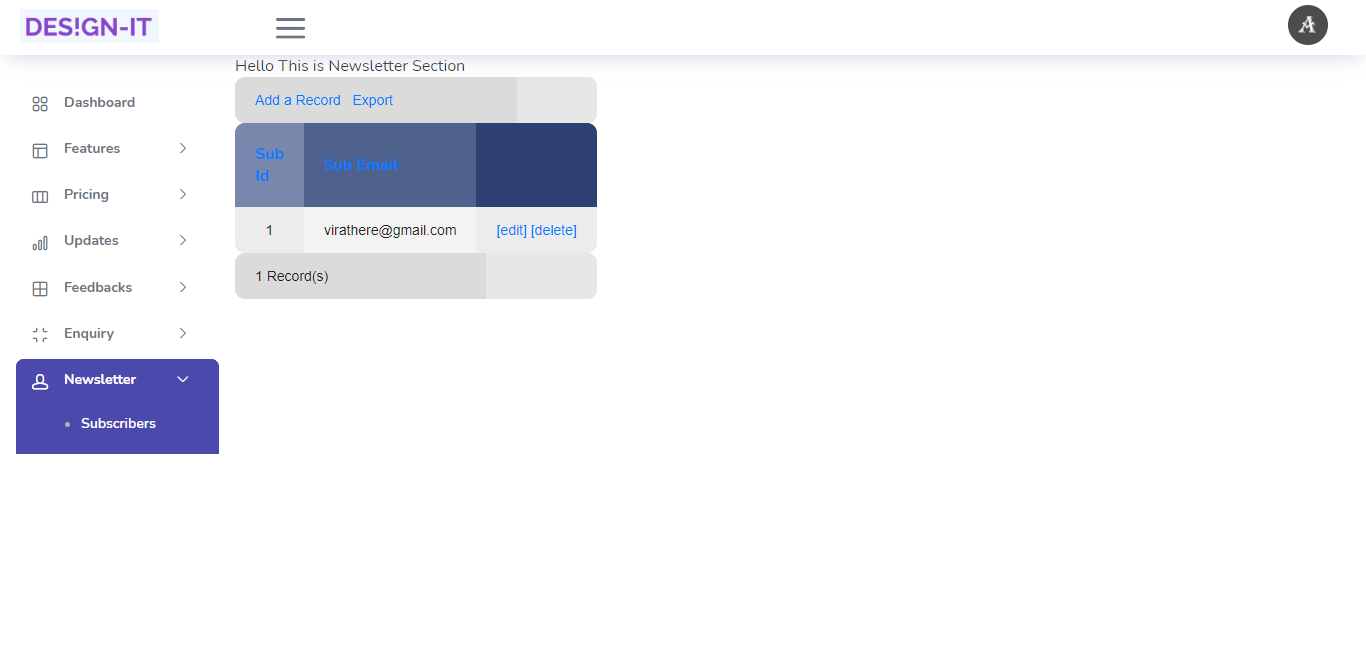 DES!GN-IT
Hello This is Newsletter Section
Dashboard
Features
Pricing
Updates
Feedbacks
Enquiry
Newsletter
Subscribers
Add a Record Export
Sub
Id
Sub Email
1 virathere@gmail.com [edit] [delete]
1 Record(s)
A